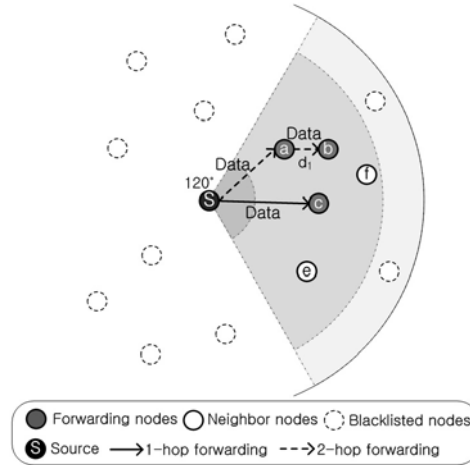 Data
a
b
Data
d₁
f
120°
S
c
Data
e
Forwarding nodes Neighbor nodes Blacklisted nodes
S Source 1-hop forwarding 2-hop forwarding